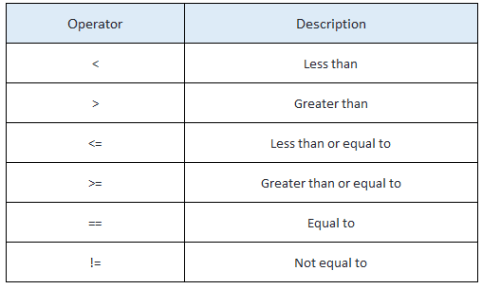 Operator Description
< Less than
> Greater than
<= Less than or equal to
>= Greater than or equal to
== Equal to
!= Not equal to